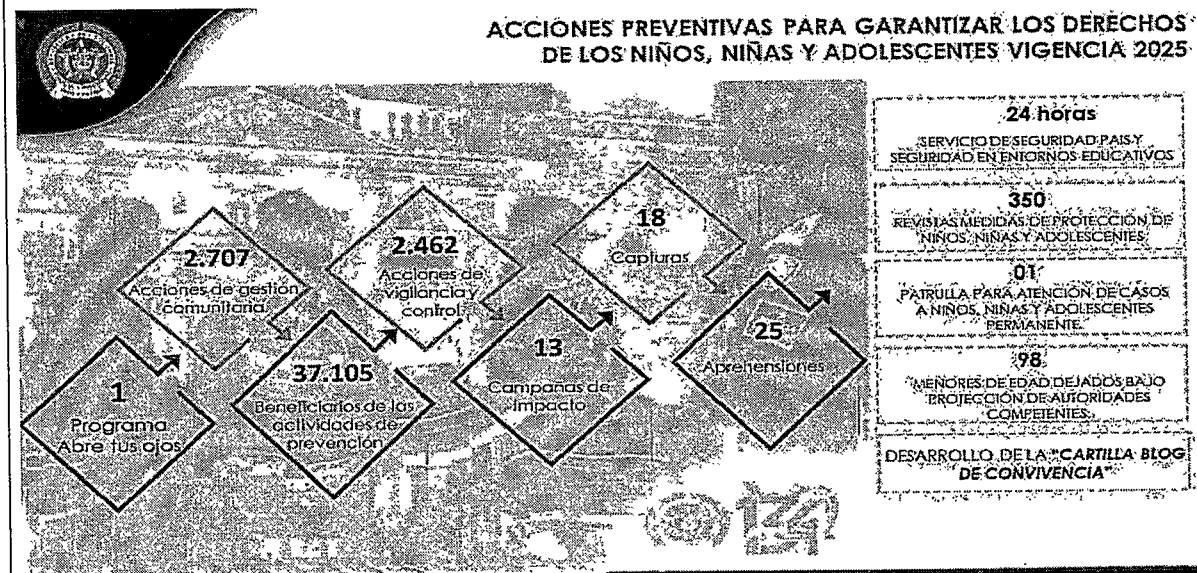 ACCIONES PREVENTIVAS PARA GARANTIZAR LOS DERECHOS
DE LOS NIÑOS, NIÑAS Y ADOLESCENTES VIGENCIA 2025
1
Programa
Abre tus ojos
2.707
Acciones de gestión
comunitaria
37.105
Beneficiarios de las
actividades de
prevención
2.462
Acciones de
vigilancia y
control
13
Campañas de
Impacto
18
Capturas
25
Aprehensiones
24 horas
SERVICIO DE SEGURIDAD PAIS Y
SEGURIDAD EN ENTORNOS EDUCATIVOS
350
REVISTAS MEDIDAS DE PROTECCIÓN DE
NIÑOS, NIÑAS Y ADOLESCENTES
01
PATRULLA PARA ATENCIÓN DE CASOS
A NIÑOS, NIÑAS Y ADOLESCENTES
PERMANENTE.
98
MENORES DE EDAD DEJADOS BAJO
PROJECCIÓN DE AUTORIDADES
COMPETENTES.
DESARROLLO DE LA "CARTILLA BLOG
DE CONVIVENCIA"